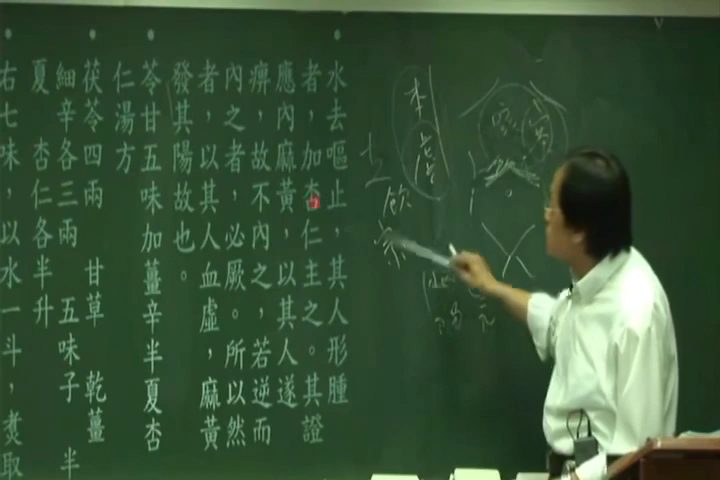 水去嘔止，其人形腫
者，加杏仁主之。其證
應內麻黃，以其人遂
痹，故不內之，若逆而
內之者，必厥。所以然
者，以其人血虛，麻黃
發其陽故也。
苓甘五味加薑辛半夏杏
仁湯方
茯苓四兩 甘草 乾薑
細辛各三兩 五味子 半
夏 杏仁各半升
右七味，以水一斗，煑取
本
飲